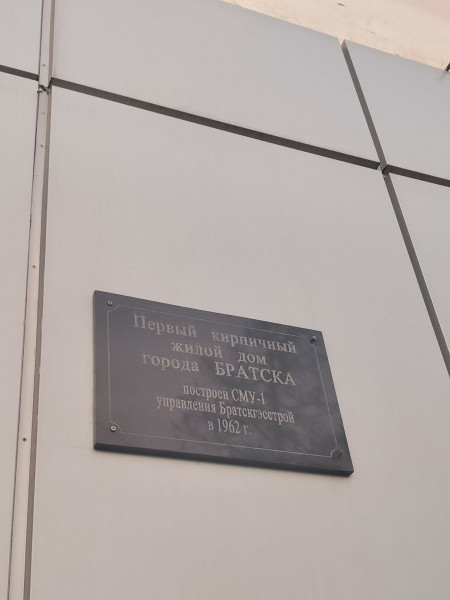 Первый кирпичный
жилой дом
города БРАТСКА
построен СМУ-1
управления Братскгэсстрой
в 1962 г.